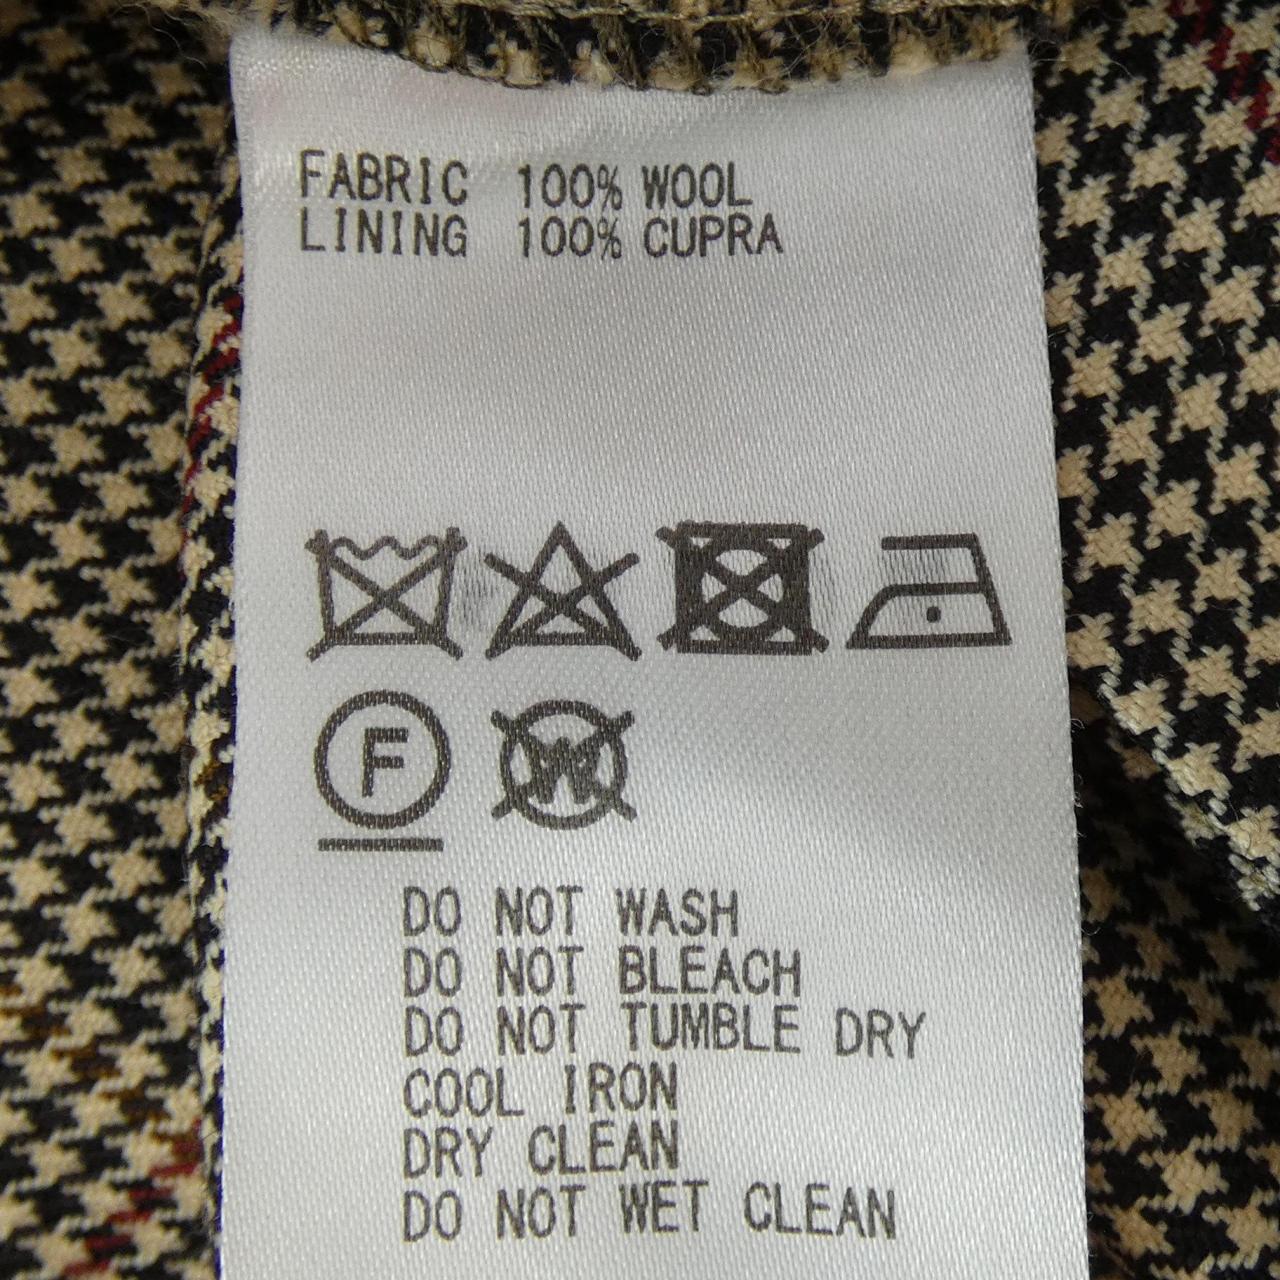 FABRIC 100% WOOL
LINING 100% CUPRA
F W
DO NOT WASH
DO NOT BLEACH
DO NOT TUMBLE DRY
COOL IRON
DRY CLEAN
DO NOT WET CLEAN